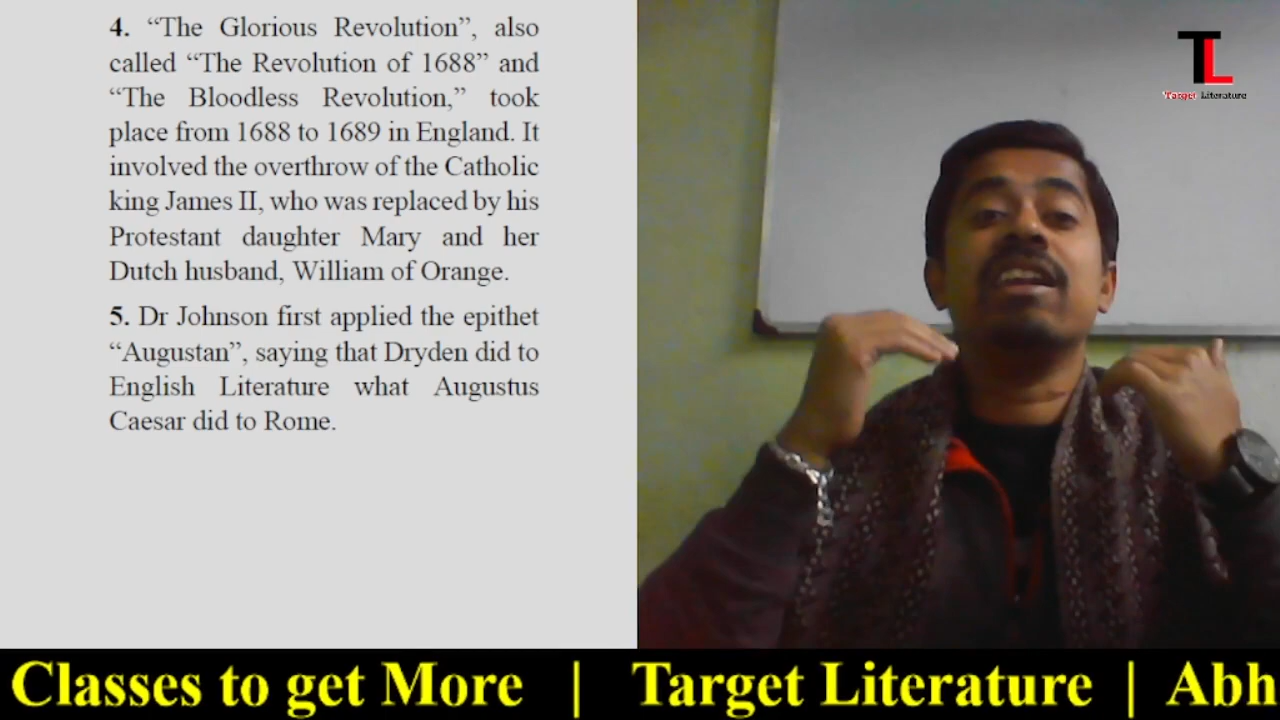 4. “The Glorious Revolution”, also
called “The Revolution of 1688” and
“The Bloodless Revolution,” took
place from 1688 to 1689 in England. It
involved the overthrow of the Catholic
king James II, who was replaced by his
Protestant daughter Mary and her
Dutch husband, William of Orange.
5. Dr Johnson first applied the epithet
“Augustan”, saying that Dryden did to
English Literature what Augustus
Caesar did to Rome.
TL
Target Literature
Classes to get More | Target Literature | Abh